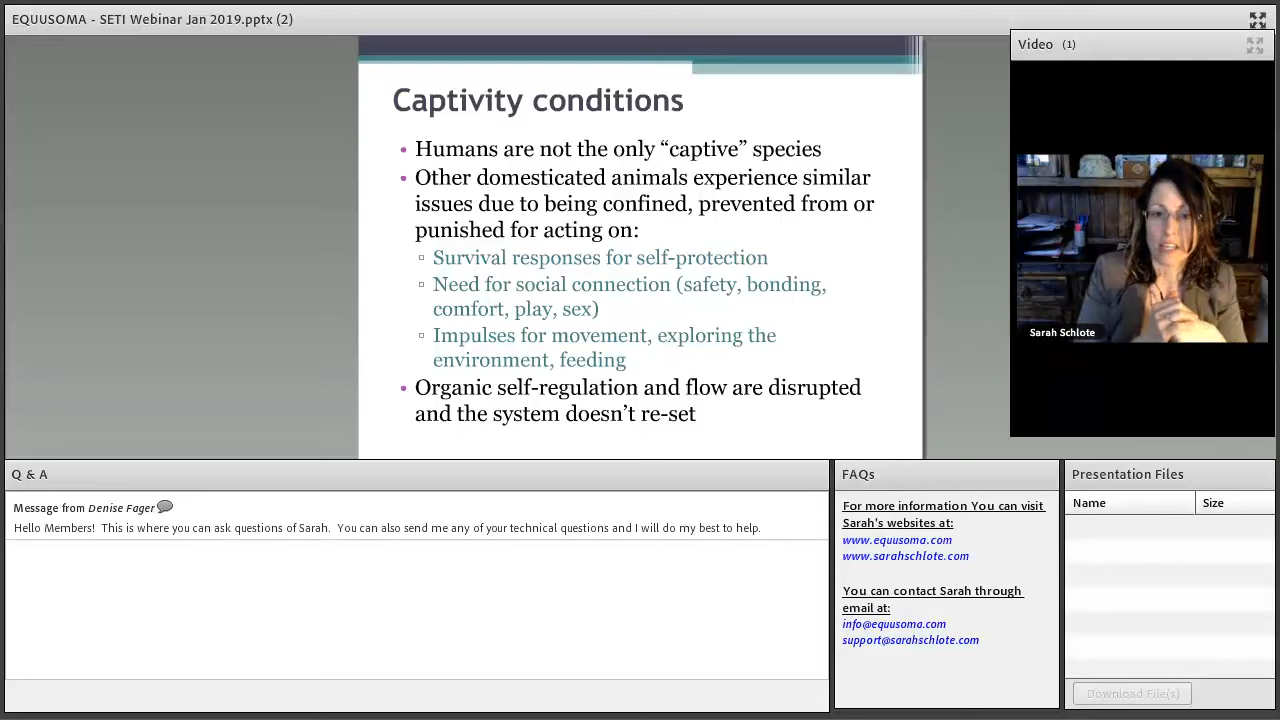 EQUUSOMA - SETI Webinar Jan 2019.pptx (2)
Video (1)
Captivity conditions
• Humans are not the only “captive” species
• Other domesticated animals experience similar
issues due to being confined, prevented from or
punished for acting on:
▫ Survival responses for self-protection
▫ Need for social connection (safety, bonding,
comfort, play, sex)
▫ Impulses for movement, exploring the
environment, feeding
• Organic self-regulation and flow are disrupted
and the system doesn’t re-set
Sarah Schlote
Q & A
Message from Denise Fager
Hello Members! This is where you can ask questions of Sarah. You can also send me any of your technical questions and I will do my best to help.
FAQs
For more information You can visit
Sarah's websites at:
www.equusoma.com
www.sarahschlote.com
You can contact Sarah through
email at:
info@equusoma.com
support@sarahschlote.com
Presentation Files
Name Size
Download File(s)